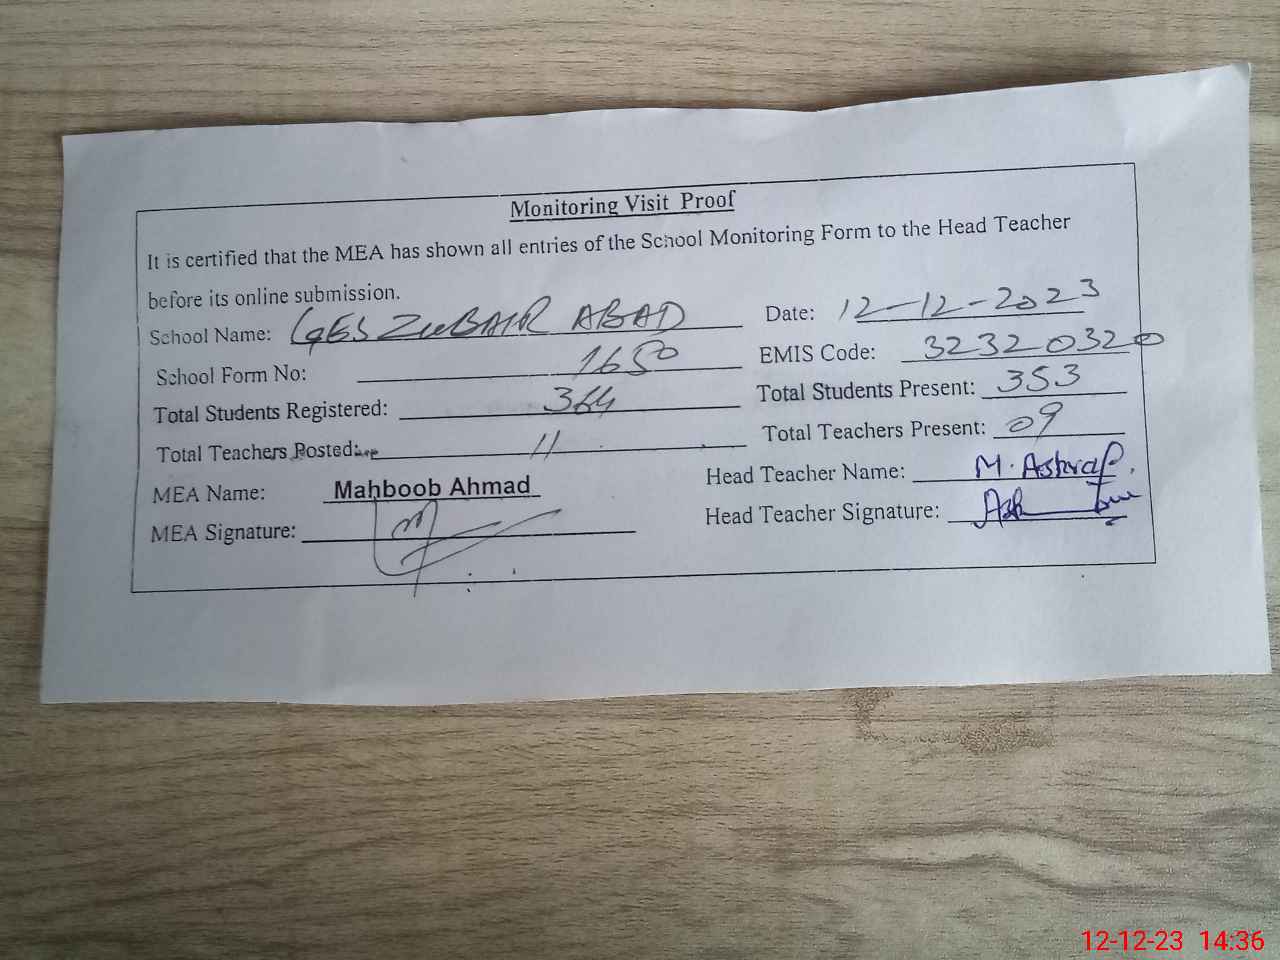 Monitoring Visit Proof
It is certified that the MEA has shown all entries of the School Monitoring Form to the Head Teacher
before its online submission.
School Name: GES ZUBAIR ABAD Date: 12-12-2023
School Form No: 1650 EMIS Code: 32320320
Total Students Registered: 364 Total Students Present: 353
Total Teachers Posted: 11 Total Teachers Present: 09
MEA Name: Mahboob Ahmad Head Teacher Name: M. Ashraf.
MEA Signature: Head Teacher Signature:
12-12-23 14:36